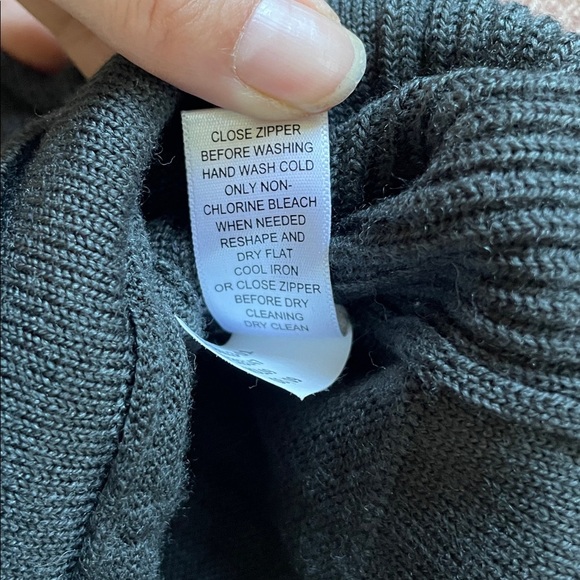 CLOSE ZIPPER
BEFORE WASHING
HAND WASH COLD
ONLY NON-
CHLORINE BLEACH
WHEN NEEDED
RESHAPE AND
DRY FLAT
COOL IRON
OR CLOSE ZIPPER
BEFORE DRY
CLEANING
DRY CLEAN